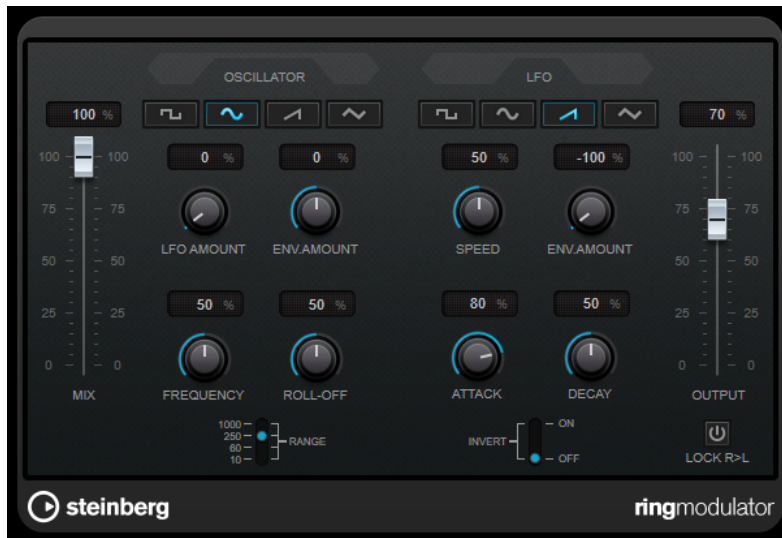 OSCILLATOR
LFO
100 %
70 %
0 %
0 %
50 %
-100 %
100 100
75 75
50 50
25 25
0 0
MIX
LFO AMOUNT
ENV.AMOUNT
SPEED
ENV.AMOUNT
50 %
50 %
80 %
50 %
FREQUENCY
ROLL-OFF
ATTACK
DECAY
100 100
75 75
50 50
25 25
0 0
OUTPUT
1000
250
60
10
RANGE
INVERT
ON
OFF
LOCK R>L
steinberg
ringmodulator